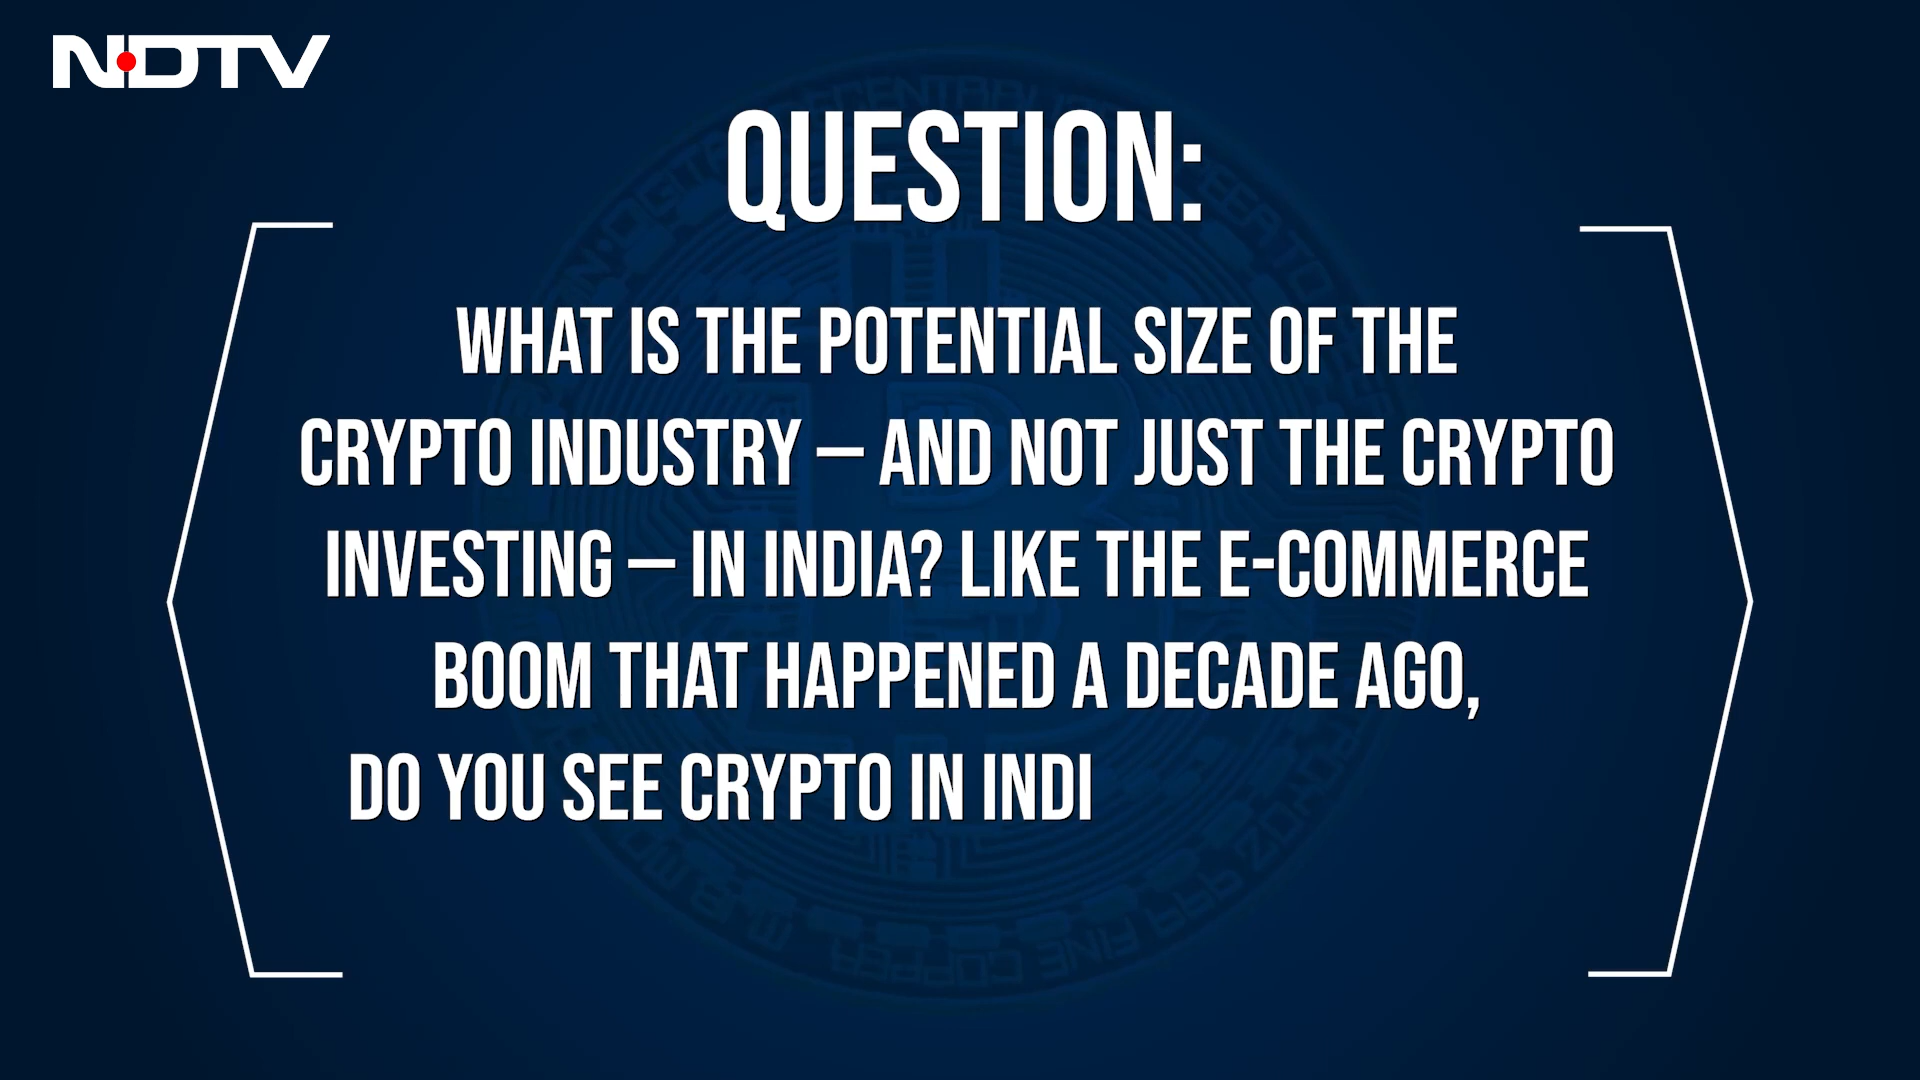 NDTV
QUESTION:
WHAT IS THE POTENTIAL SIZE OF THE
CRYPTO INDUSTRY – AND NOT JUST THE CRYPTO
INVESTING – IN INDIA? LIKE THE E-COMMERCE
BOOM THAT HAPPENED A DECADE AGO,
DO YOU SEE CRYPTO IN INDI